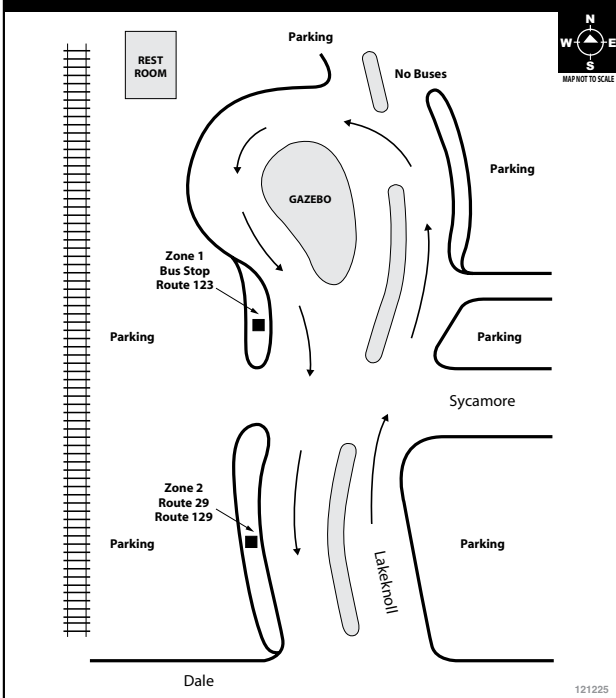 N
W E
S
MAP NOT TO SCALE
Parking
REST
ROOM
No Buses
Parking
GAZEBO
Zone 1
Bus Stop
Route 123
Parking
Parking
Sycamore
Zone 2
Route 29
Route 129
Parking
Parking
Lakeknoll
Dale
121225